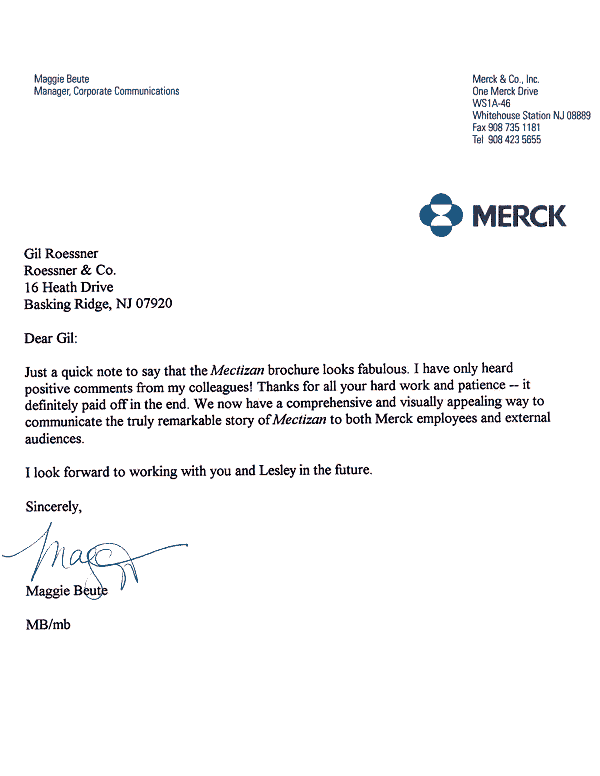 Maggie Beute
Manager, Corporate Communications
Merck & Co., Inc.
One Merck Drive
WS1A-46
Whitehouse Station NJ 08889
Fax 908 735 1181
Tel 908 423 5655
MERCK
Gil Roessner
Roessner & Co.
16 Heath Drive
Basking Ridge, NJ 07920
Dear Gil:
Just a quick note to say that the Mectizan brochure looks fabulous. I have only heard
positive comments from my colleagues! Thanks for all your hard work and patience -- it
definitely paid off in the end. We now have a comprehensive and visually appealing way to
communicate the truly remarkable story of Mectizan to both Merck employees and external
audiences.
I look forward to working with you and Lesley in the future.
Sincerely,
Magg
Maggie Beute
MB/mb